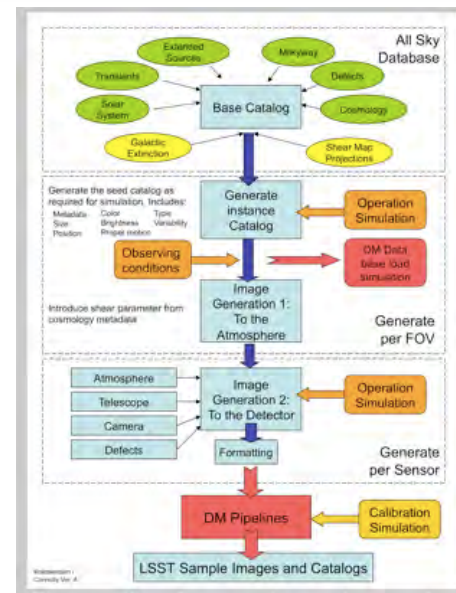 All Sky
Database
Extended
Sources
Milkyway
Transients
Defects
Solar
System
Base Catalog
Cosmology
Galactic
Extinction
Shear Map
Projections
Generate the seed catalog as
required for simulation. Includes:
Metadata Color Type
Size Brightness Variability
Position Proper motion
Generate
instance
Catalog
Operation
Simulation
Observing
conditions
DM Data
base load
simulation
Introduce shear parameter from
cosmology metadata
Image
Generation 1:
To the
Atmosphere
Generate
per FOV
Atmosphere
Telescope
Camera
Defects
Image
Generation 2:
To the Detector
Operation
Simulation
Formatting
Generate
per Sensor
DM Pipelines
Calibration
Simulation
LSST Sample Images and Catalogs
Connolly Ver.